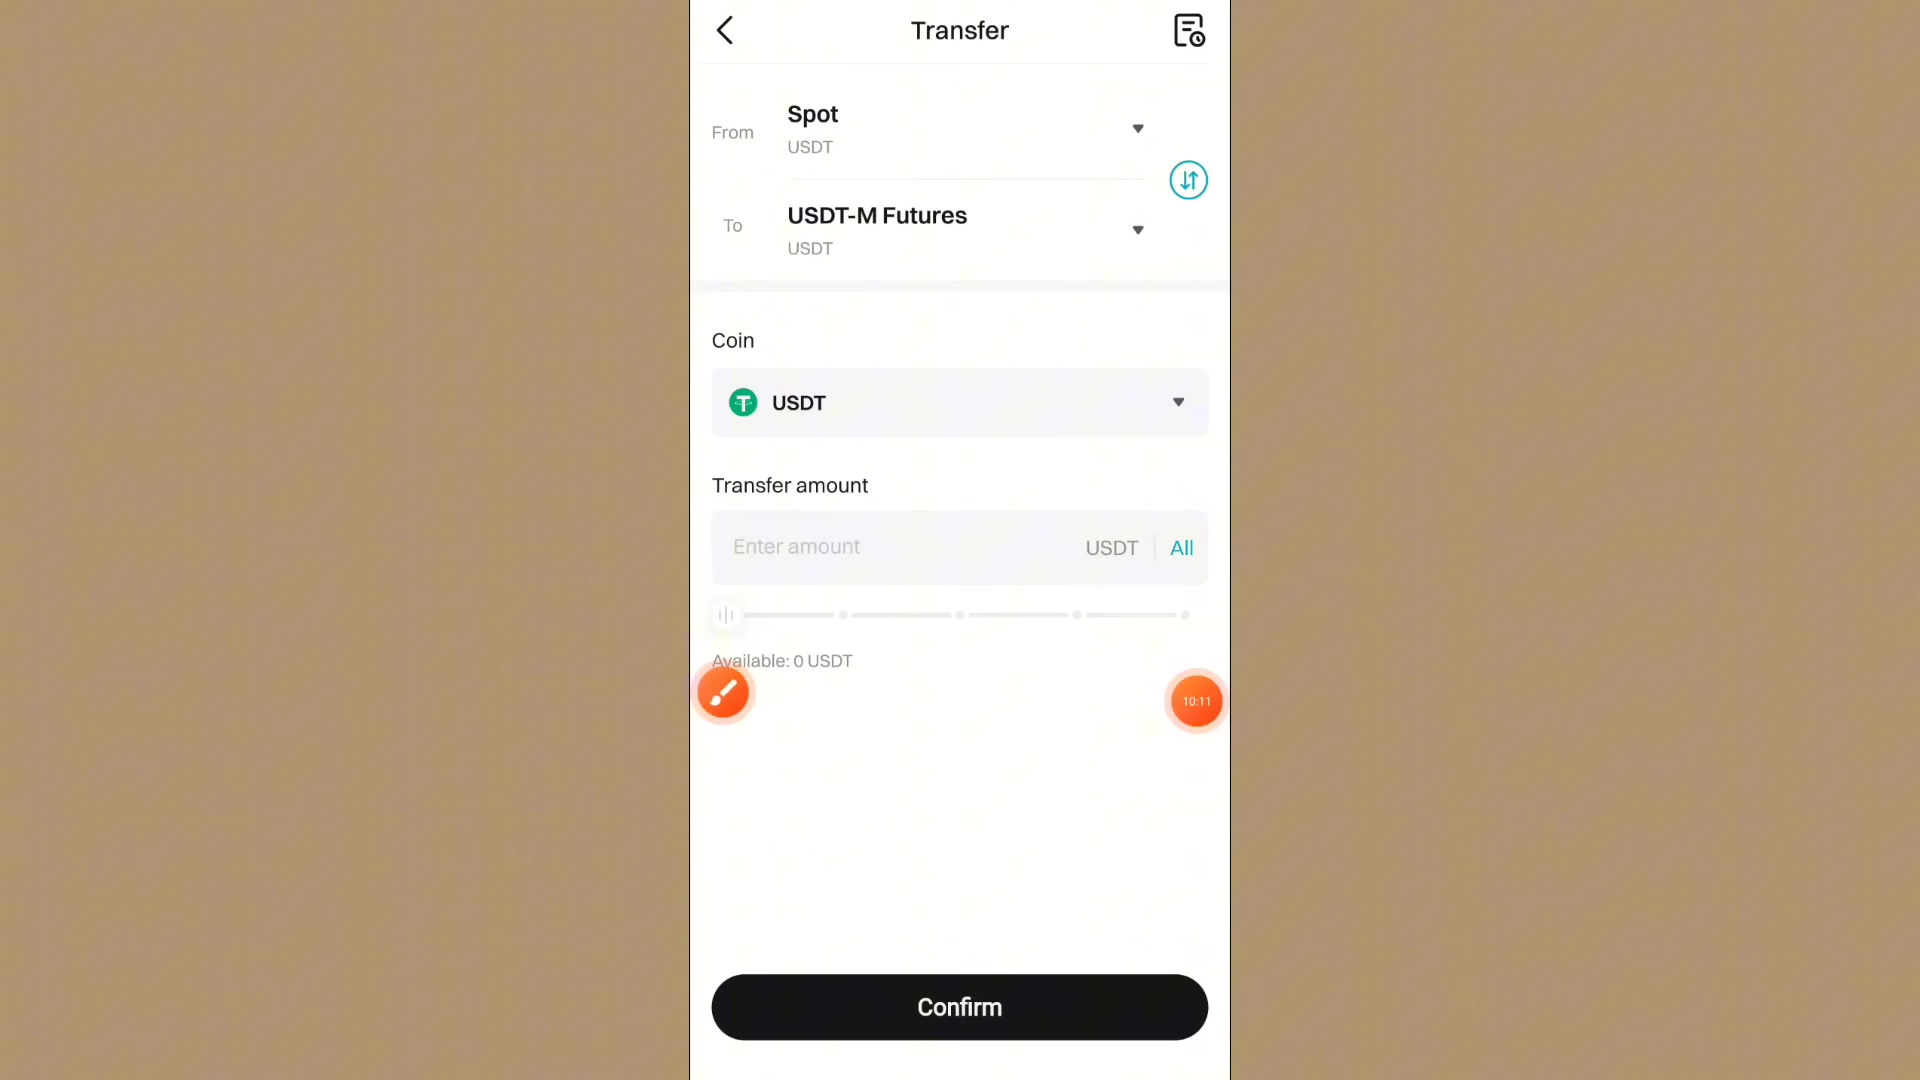 Transfer
From
Spot
USDT
To
USDT-M Futures
USDT
Coin
USDT
Transfer amount
Enter amount USDT All
Available: 0 USDT
10:11
Confirm